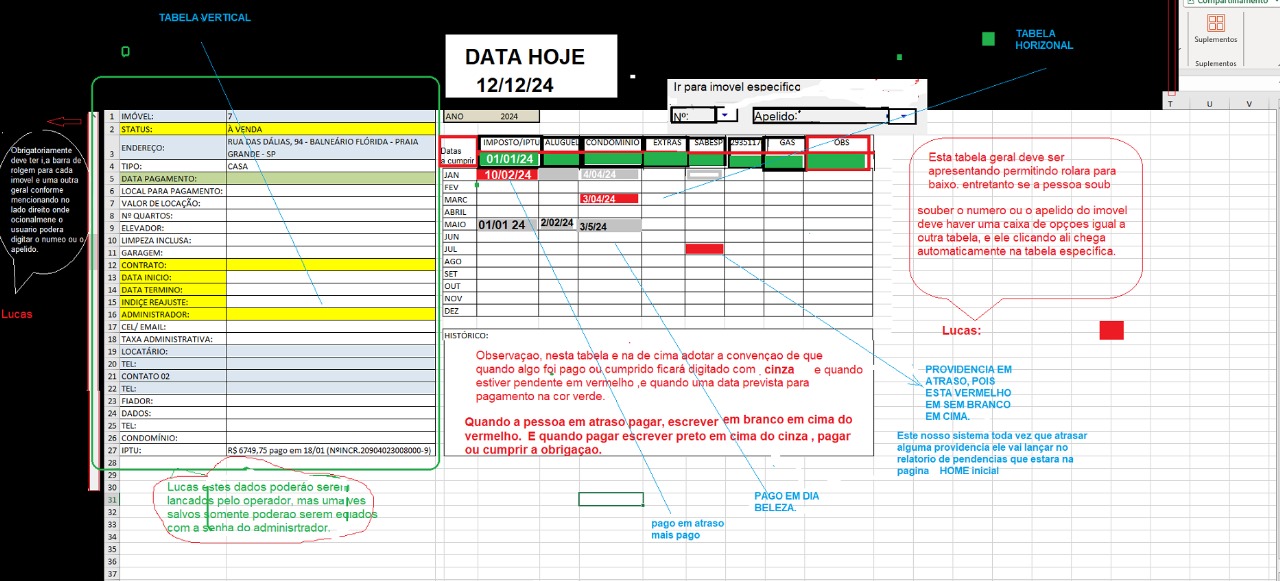 Compartilhamento
TABELA VERTICAL
TABELA
HORIZONAL
Suplementos
Suplementos
DATA HOJE
12/12/24
Ir para imovel especifico
Nº:
Apelido:
T U V
1 IMÓVEL: 7
2 STATUS: À VENDA
3 ENDEREÇO: RUA DAS DÁLIAS, 94 - BALNEÁRIO FLÓRIDA - PRAIA
GRANDE - SP
4 TIPO: CASA
5 DATA PAGAMENTO:
6 LOCAL PARA PAGAMENTO:
7 VALOR DE LOCAÇÃO:
8 Nº QUARTOS:
9 ELEVADOR:
10 LIMPEZA INCLUSA:
11 GARAGEM:
12 CONTRATO:
13 DATA INICIO:
14 DATA TERMINO:
15 INDIÇE REAJUSTE:
16 ADMINISTRADOR:
17 CEL/ EMAIL:
18 TAXA ADMINISTRATIVA:
19 LOCATÁRIO:
20 TEL:
21 CONTATO 02
22 TEL:
23 FIADOR:
24 DADOS:
25 TEL:
26 CONDOMÍNIO:
27 IPTU: R$ 6749,75 pago em 18/01 (NºINCR.20904023008000-9)
28
29
30
31
32
33
34
35
36
37
Obrigatoriamente
deve ter i,a barra de
rolgem para cada
imovel e uma outra
geral conforme
mencionando no
lado direito onde
ocionalmene o
usuario podera
digitar o numeo ou o
apelido.
Lucas
ANO 2024
Datas
a cumprir
IMPOSTO/IPTU ALUGUEL CONDOMINIO EXTRAS SABESP GAS OBS
01/01/24
JAN 10/02/24 04/04/24
FEV
MARC 3/04/24
ABRIL
MAIO 01/01 24 2/02/24 3/5/24
JUN
JUL
AGO
SET
OUT
NOV
DEZ
HISTÓRICO:
Observaçao, nesta tabela e na de cima adotar a convençao de que
quando algo foi pago ou cumprido ficará digitado com cinza e quando
estiver pendente em vermelho ,e quando uma data prevista para
pagamento na cor verde.
Quando a pessoa em atraso pagar, escrever em branco em cima do
vermelho. E quando pagar escrever preto em cima do cinza , pagar
ou cumprir a obrigaçao.
Esta tabela geral deve ser
apresentando permitindo rolara para
baixo. entretanto se a pessoa soub
souber o numero ou o apelido do imovel
deve haver uma caixa de opçoes igual a
outra tabela, e ele clicando ali chega
automaticamente na tabela especifica.
Lucas:
PROVIDENCIA EM
ATRASO, POIS
ESTA VERMELHO
EM SEM BRANCO
EM CIMA.
Este nosso sistema toda vez que atrasar
alguma providencia ele vai lançar no
relatorio de pendencias que estara na
pagina HOME inicial
Lucas estes dados poderáo serem
lancados pelo operador, mas uma ves
salvos somente poderao serem equados
com a senha do adminisrtrador.
PAGO EM DIA
BELEZA.
pago em atraso
mais pago